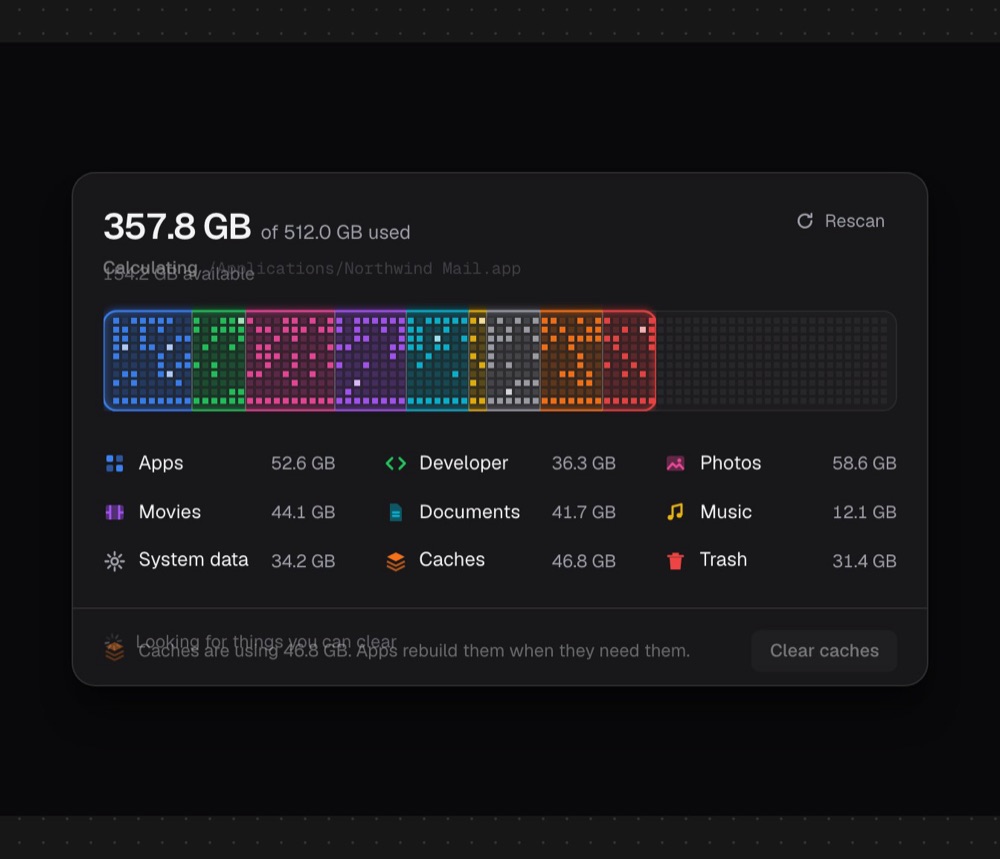 357.8 GB of 512.0 GB used
Rescan
Calculating /Applications/Northwind Mail.app
154.2 GB available
Apps 52.6 GB
Developer 36.3 GB
Photos 58.6 GB
Movies 44.1 GB
Documents 41.7 GB
Music 12.1 GB
System data 34.2 GB
Caches 46.8 GB
Trash 31.4 GB
Looking for things you can clear
Caches are using 46.8 GB. Apps rebuild them when they need them.
Clear caches